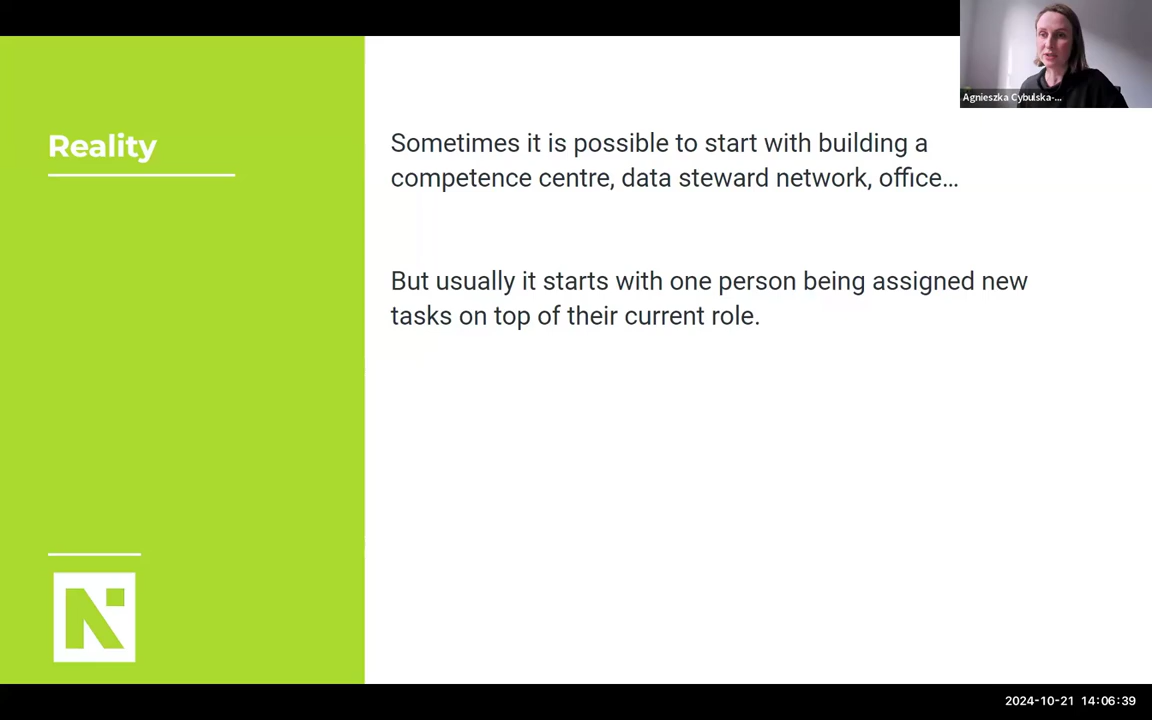 Agnieszka Cybulska-...
Reality
Sometimes it is possible to start with building a
competence centre, data steward network, office...
But usually it starts with one person being assigned new
tasks on top of their current role.
N
2024-10-21 14:06:39